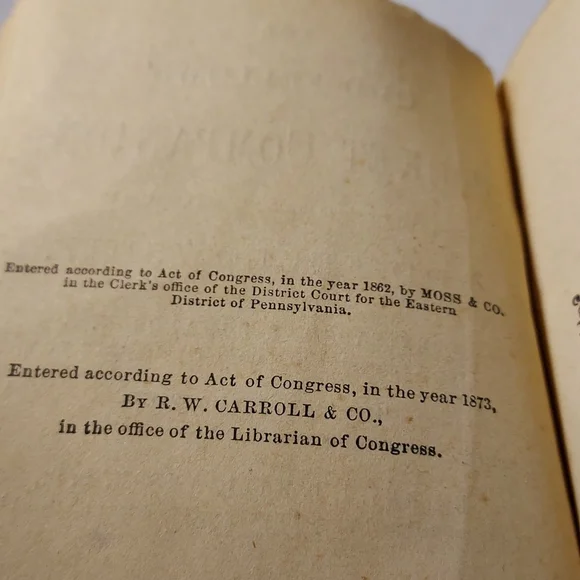 Entered according to Act of Congress, in the year 1862, by MOSS & CO.
in the Clerk's office of the District Court for the Eastern
District of Pennsylvania.
Entered according to Act of Congress, in the year 1873,
BY R. W. CARROLL & CO.,
in the office of the Librarian of Congress.